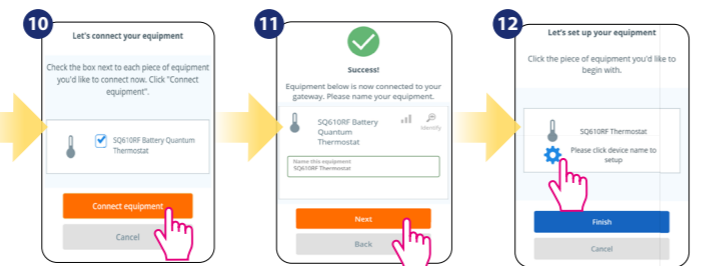 10
Let's connect your equipment
Check the box next to each piece of equipment
you'd like to connect now. Click "Connect
equipment".
SQ610RF Battery Quantum
Thermostat
Connect equipment
Cancel
11
Success!
Equipment below is now connected to your
gateway. Please name your equipment.
SQ610RF Battery
Quantum
Thermostat
Identify
Name this equipment
SQ610RF Thermostat
Next
Back
12
Let's set up your equipment
Click the piece of equipment you'd like to
begin with.
SQ610RF Thermostat
Please click device name to
setup
Finish
Cancel